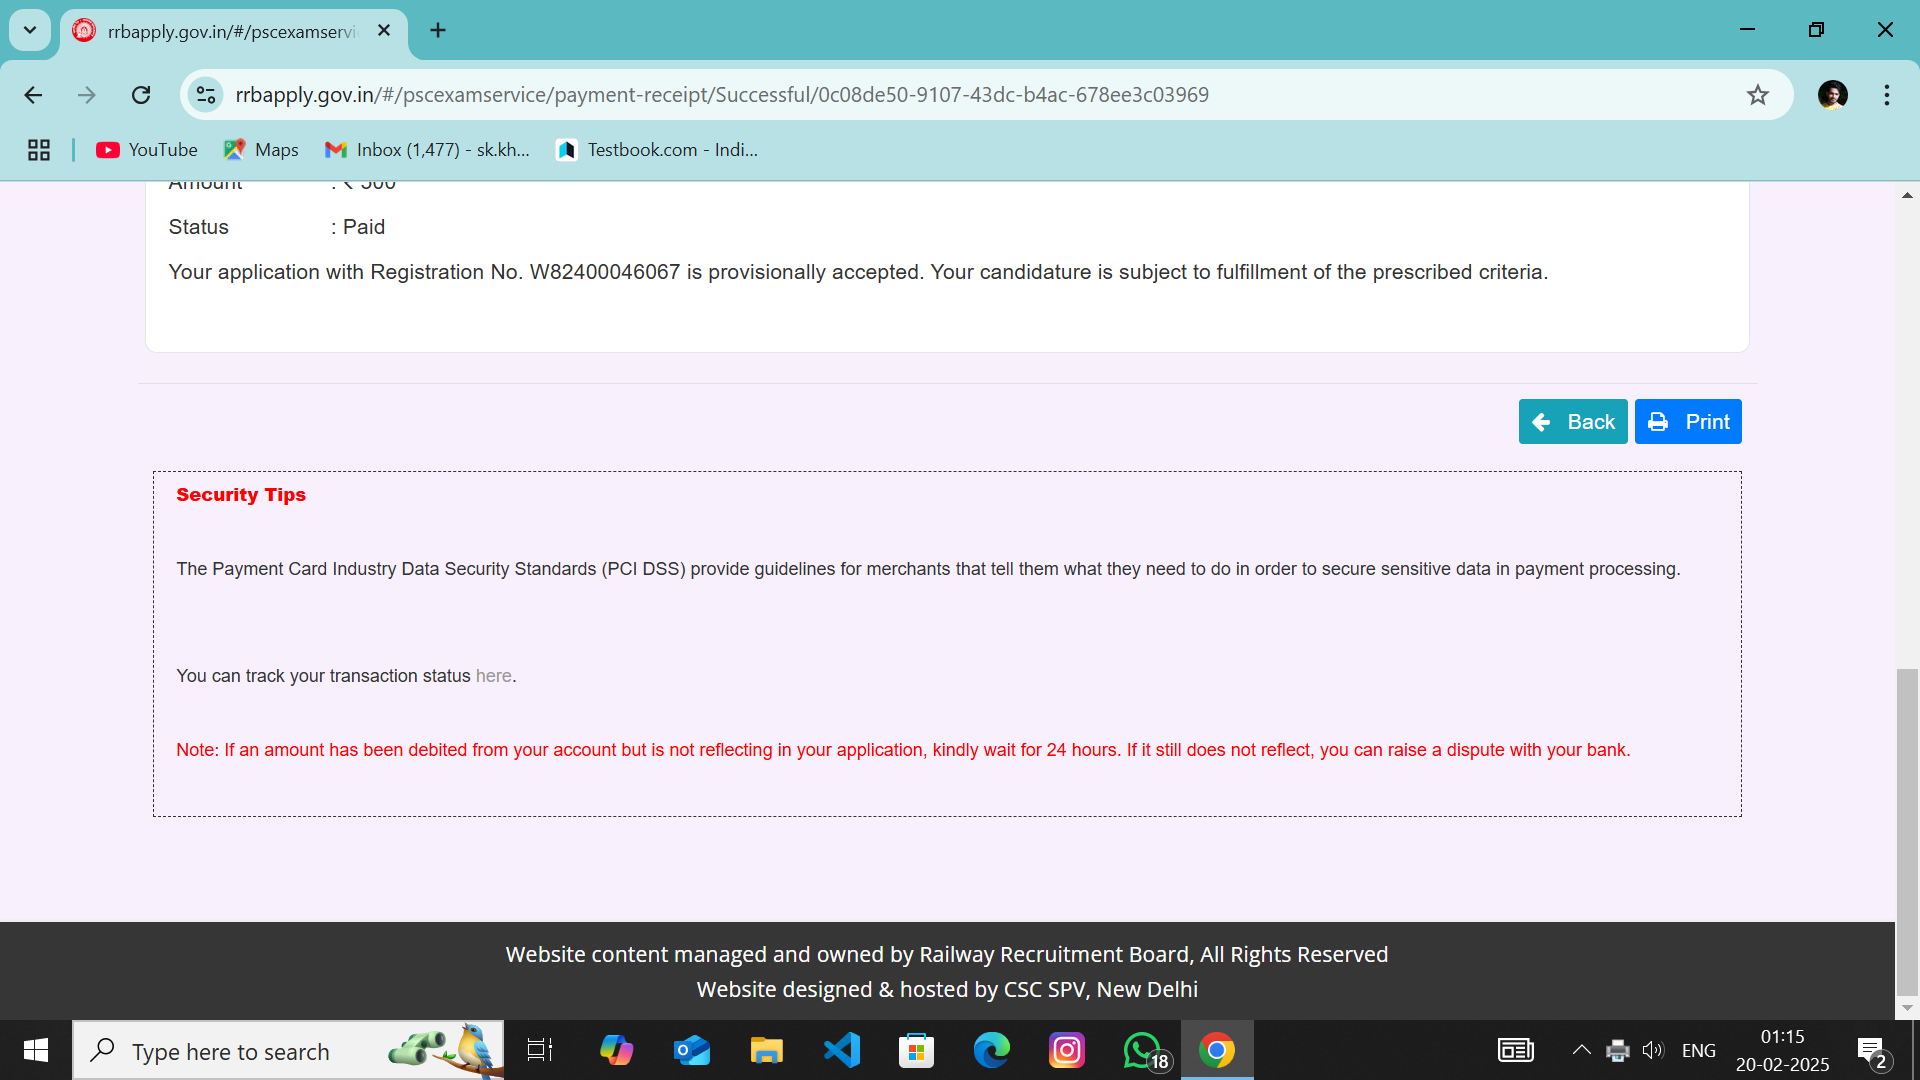 rrbapply.gov.in/#/pscexamservi
rrbapply.gov.in/#/pscexamservice/payment-receipt/Successful/0c08de50-9107-43dc-b4ac-678ee3c03969
YouTube
Maps
Inbox (1,477) - sk.kh...
Testbook.com - Indi...
Amount : ₹ 500
Status : Paid
Your application with Registration No. W82400046067 is provisionally accepted. Your candidature is subject to fulfillment of the prescribed criteria.
Back
Print
Security Tips
The Payment Card Industry Data Security Standards (PCI DSS) provide guidelines for merchants that tell them what they need to do in order to secure sensitive data in payment processing.
You can track your transaction status here.
Note: If an amount has been debited from your account but is not reflecting in your application, kindly wait for 24 hours. If it still does not reflect, you can raise a dispute with your bank.
Website content managed and owned by Railway Recruitment Board, All Rights Reserved
Website designed & hosted by CSC SPV, New Delhi
Type here to search
18
ENG
01:15
20-02-2025
2